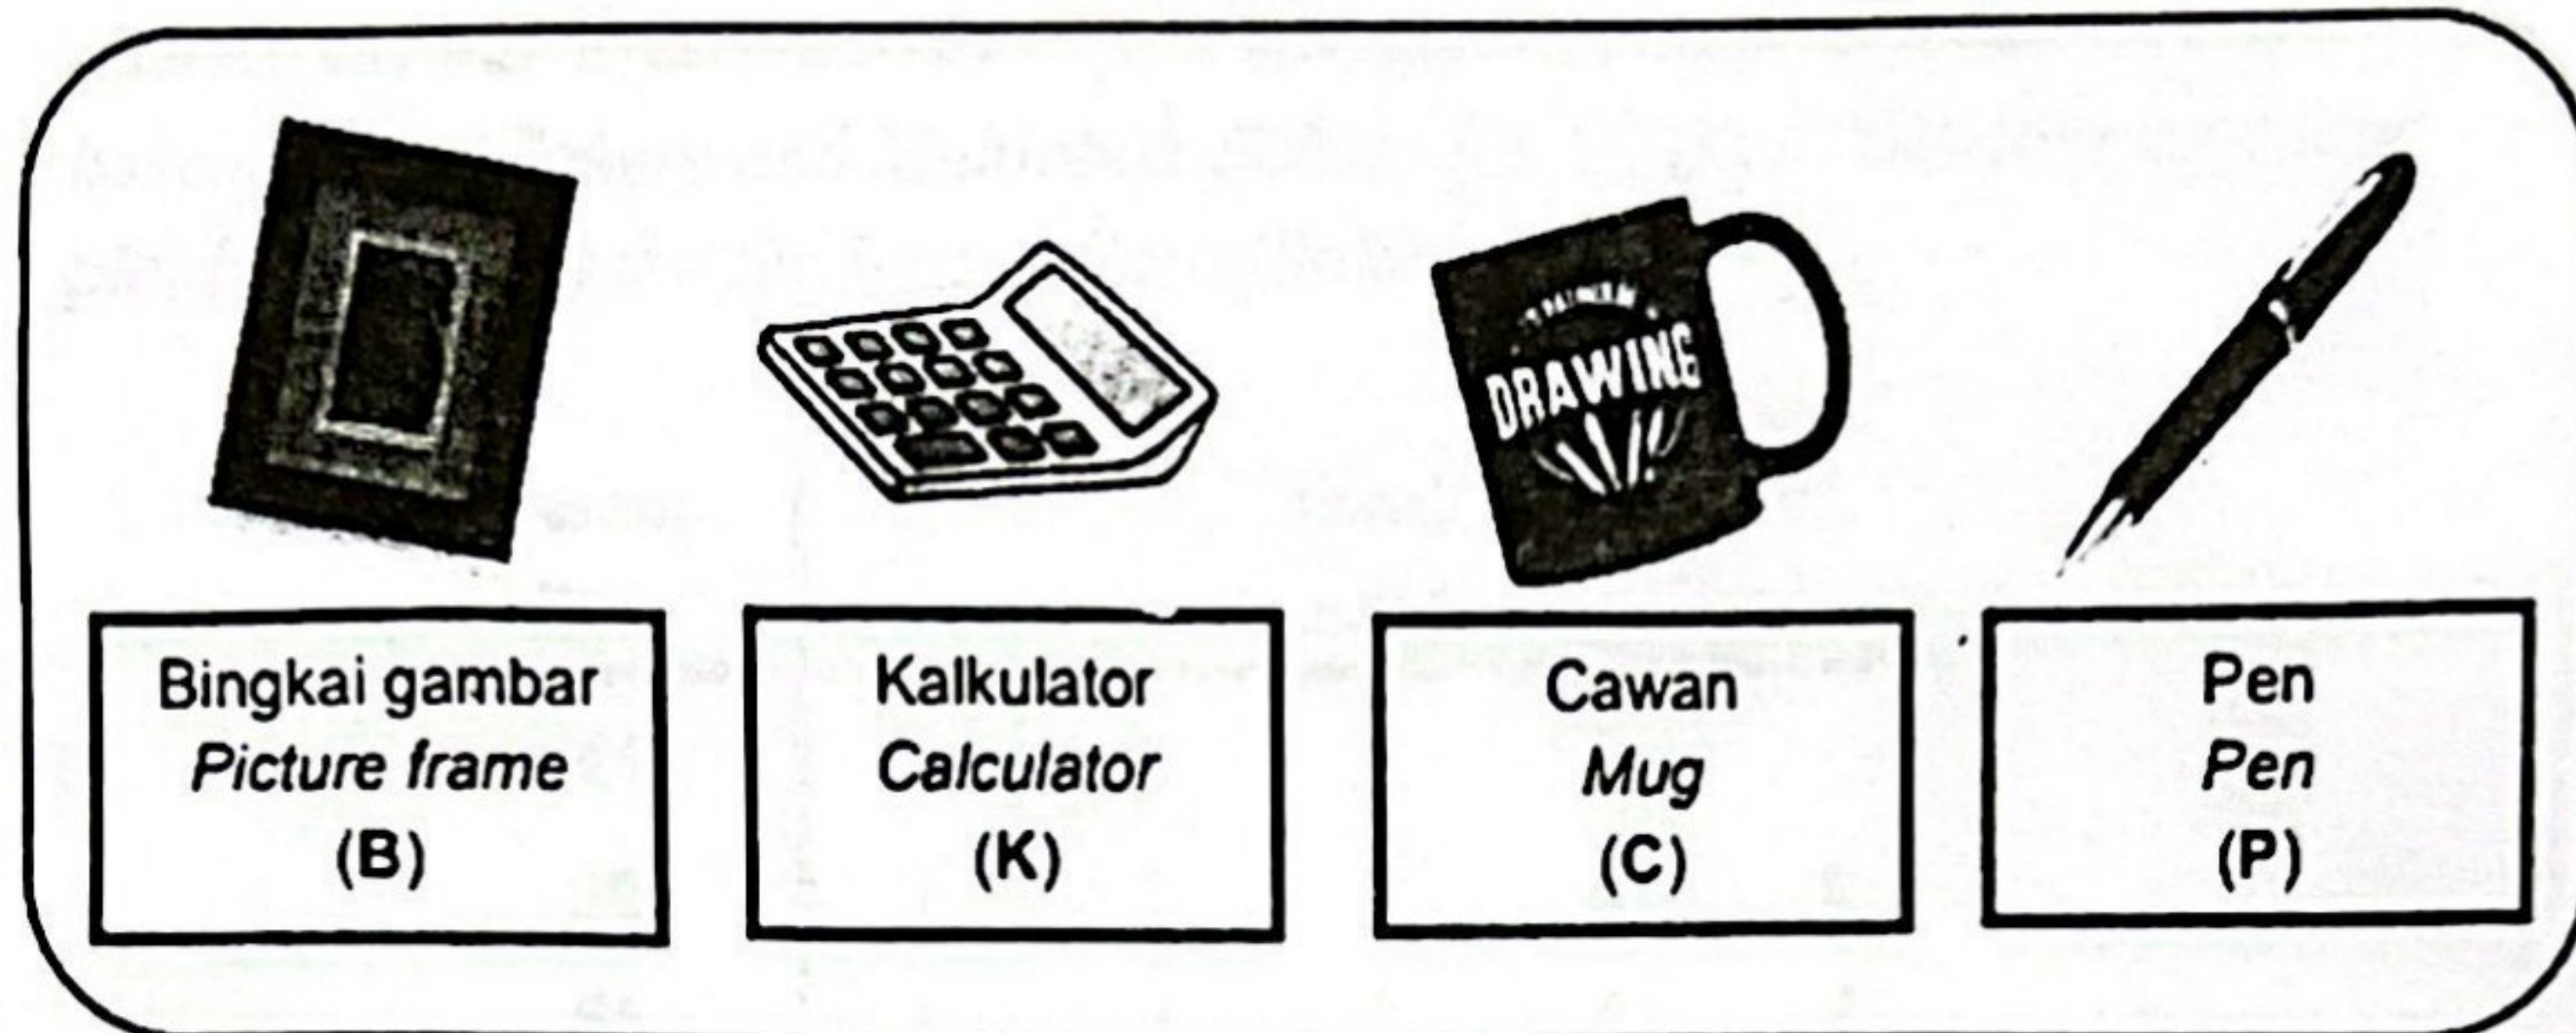 DRAWING
Bingkai gambar
Picture frame
(B)
Kalkulator
Calculator
(K)
Cawan
Mug
(C)
Pen
Pen
(P)